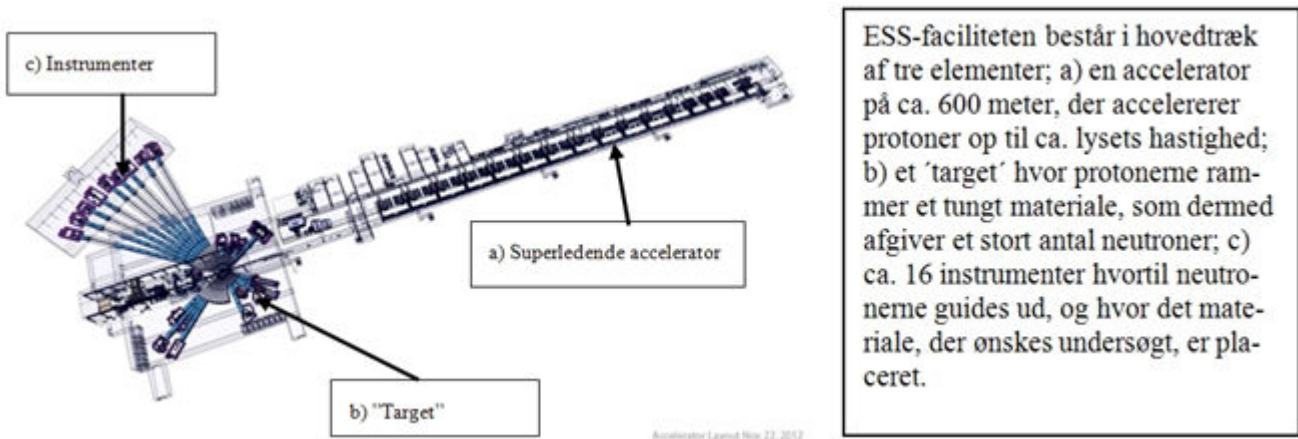 c) Instrumenter
a) Superledende accelerator
b) "Target"
Accelerator Layout Nov 22, 2012
ESS-faciliteten består i hovedtræk
af tre elementer; a) en accelerator
på ca. 600 meter, der accelererer
protoner op til ca. lysets hastighed;
b) et ´target´ hvor protonerne ram-
mer et tungt materiale, som dermed
afgiver et stort antal neutroner; c)
ca. 16 instrumenter hvortil neutro-
nerne guides ud, og hvor det mate-
riale, der ønskes undersøgt, er pla-
ceret.